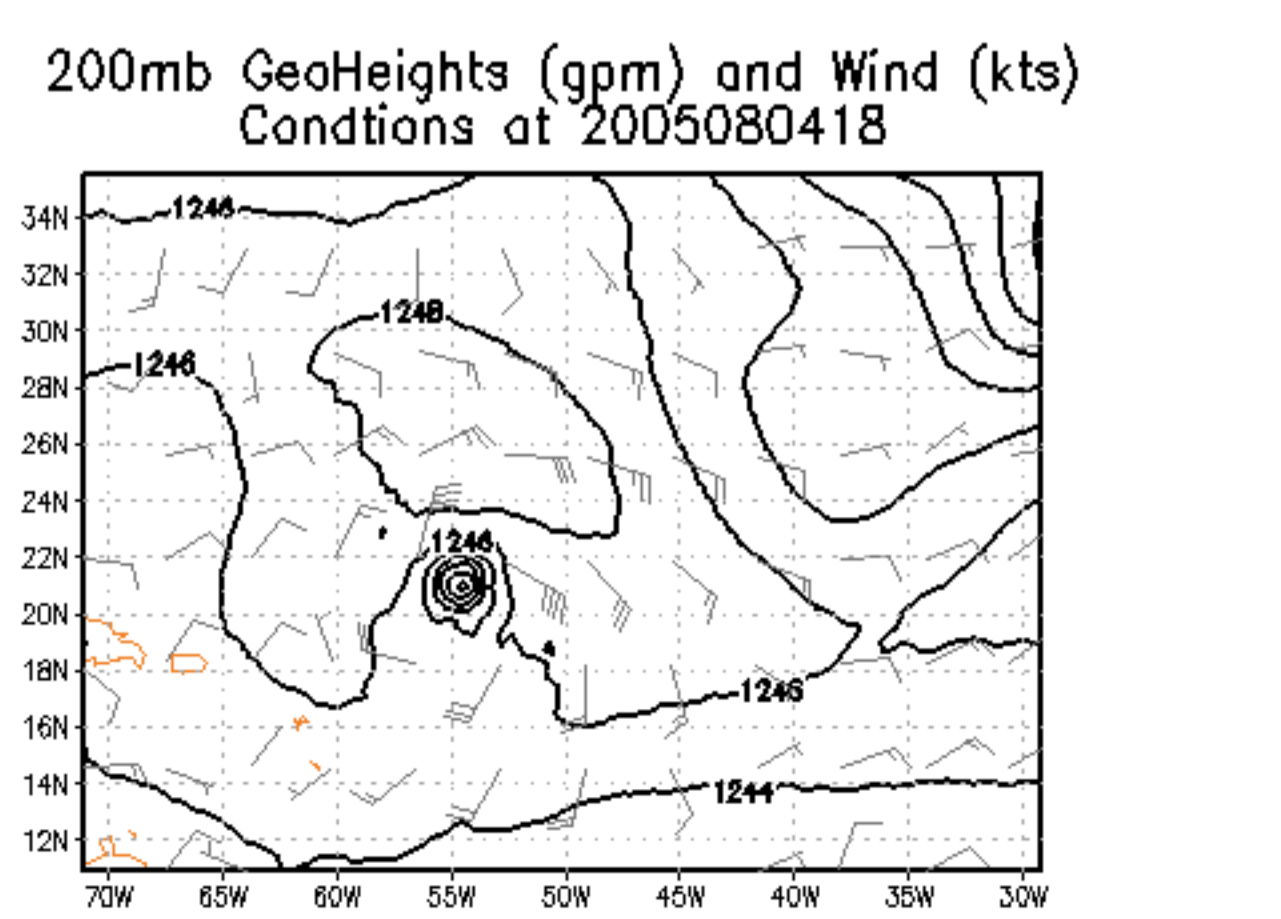 200mb GeoHeights (gpm) and Wind (kts)
Condtions at 2005080418
34N
1246
32N
30N
1248
1246
28N
26N
24N
22N
1246
20N
18N
1246
16N
14N
1244
12N
70W 65W 60W 55W 50W 45W 40W 35W 30W